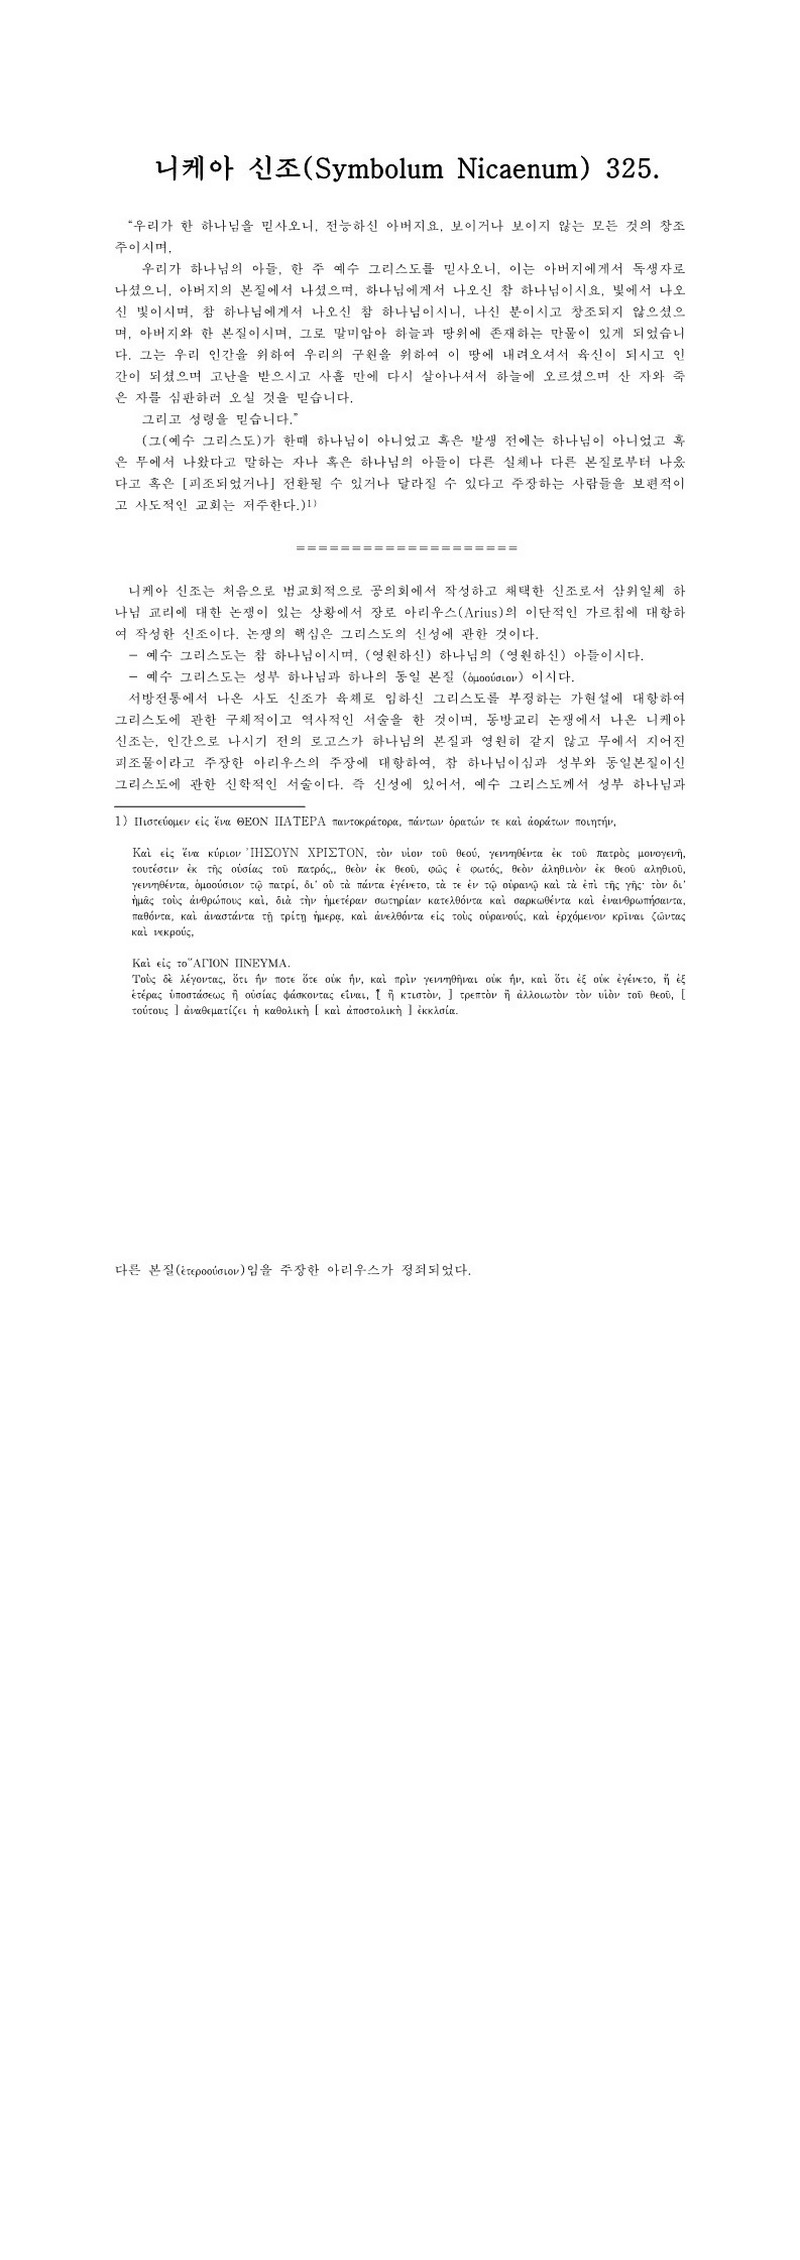 니케아 신조(Symbolum Nicaenum) 325.
"우리가 한 하나님을 믿사오니, 전능하신 아버지요, 보이거나 보이지 않는 모든 것의 창조
주이시며,
우리가 하나님의 아들, 한 주 예수 그리스도를 믿사오니, 이는 아버지에게서 독생자로
나셨으니, 아버지의 본질에서 나셨으며, 하나님에게서 나오신 참 하나님이시요, 빛에서 나오
신 빛이시며, 참 하나님에게서 나오신 참 하나님이시니, 나신 분이시고 창조되지 않으셨으
며, 아버지와 한 본질이시며, 그로 말미암아 하늘과 땅위에 존재하는 만물이 있게 되었습니
다. 그는 우리 인간을 위하여 우리의 구원을 위하여 이 땅에 내려오셔서 육신이 되시고 인
간이 되셨으며 고난을 받으시고 사흘 만에 다시 살아나셔서 하늘에 오르셨으며 산 자와 죽
은 자를 심판하러 오실 것을 믿습니다.
그리고 성령을 믿습니다."
(그(예수 그리스도)가 한때 하나님이 아니었고 혹은 발생 전에는 하나님이 아니었고 혹
은 무에서 나왔다고 말하는 자나 혹은 하나님의 아들이 다른 실체나 다른 본질로부터 나왔
다고 혹은 [피조되었거나] 전환될 수 있거나 달라질 수 있다고 주장하는 사람들을 보편적이
고 사도적인 교회는 저주한다.)1)
====================
니케아 신조는 처음으로 범교회적으로 공의회에서 작성하고 채택한 신조로서 삼위일체 하
나님 교리에 대한 논쟁이 있는 상황에서 장로 아리우스(Arius)의 이단적인 가르침에 대항하
여 작성한 신조이다. 논쟁의 핵심은 그리스도의 신성에 관한 것이다.
- 예수 그리스도는 참 하나님이시며, (영원하신) 하나님의 (영원하신) 아들이시다.
- 예수 그리스도는 성부 하나님과 하나의 동일 본질 (ὁμοούσιον) 이시다.
서방전통에서 나온 사도 신조가 육체로 임하신 그리스도를 부정하는 가현설에 대항하여
그리스도에 관한 구체적이고 역사적인 서술을 한 것이며, 동방교리 논쟁에서 나온 니케아
신조는, 인간으로 나시기 전의 로고스가 하나님의 본질과 영원히 같지 않고 무에서 지어진
피조물이라고 주장한 아리우스의 주장에 대항하여, 참 하나님이심과 성부와 동일본질이신
그리스도에 관한 신학적인 서술이다. 즉 신성에 있어서, 예수 그리스도께서 성부 하나님과
1) Πιστεύομεν εἰς ἕνα ΘΕΟΝ ΠΑΤΕΡΑ παντοκράτορα, πάντων ὁρατών τε καὶ ἀοράτων ποιητήν,
Καὶ εἰς ἕνα κύριον ᾿ΙΗΣΟΥΝ ΧΡΙΣΤΟΝ, τὸν υἱον τοῦ θεού, γεννηθέντα ἐκ τοῦ πατρὸς μονογενῆ,
τουτέστιν ἐκ τῆς οὐσίας τοῦ πατρός,, θεὸν ἐκ θεοῦ, φῶς ἐ φωτός, θεὸν ἀληθινὸν ἐκ θεοῦ αληθιοῦ,
γεννηθέντα, ὁμοούσιον τῷ πατρί, δι᾿ οὗ τὰ πάντα ἐγένετο, τά τε ἐν τῷ οὐρανῷ καὶ τὰ ἐπὶ τῆς γῆς· τὸν δι᾿
ἡμᾶς τοὺς ἀνθρώπους καὶ, διὰ τὴν ἡμετέραν σωτηρίαν κατελθόντα καὶ σαρκωθέντα καὶ ἐνανθρωπήσαντα,
παθόντα, καὶ ἀναστάντα τῇ τρίτῃ ἡμερᾳ, καὶ ἀνελθόντα εἰς τοὺς οὐρανούς, καὶ ἐρχόμενον κρῖναι ζῶντας
καὶ νεκρούς,
Καὶ εἰς το῞ΑΓΙΟΝ ΠΝΕΥΜΑ.
Τοὺς δὲ λέγοντας, ὅτι ἦν ποτε ὅτε οὐκ ἦν, καὶ πρὶν γεννηθῆναι οὐκ ἦν, καὶ ὅτι ἐξ οὐκ ἐγένετο, ἢ ἐξ
ἑτέρας ὑποστάσεως ἢ οὐσίας φάσκοντας εἶναι, [ ἢ κτιστὸν, ] τρεπτὸν ἢ ἀλλοιωτὸν τὸν υἱὸν τοῦ θεοῦ, [
τούτους ] ἀναθεματίζει ἡ καθολικὴ [ καὶ ἀποστολικὴ ] ἐκκλσία.
다른 본질(ἑτεροούσιον)임을 주장한 아리우스가 정죄되었다.